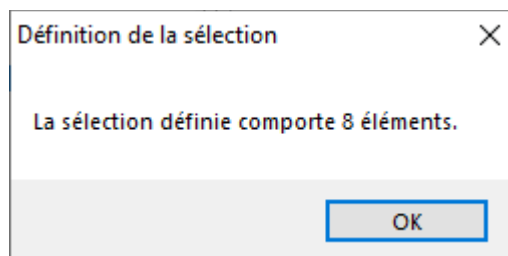 Définition de la sélection
La sélection définie comporte 8 éléments.
OK